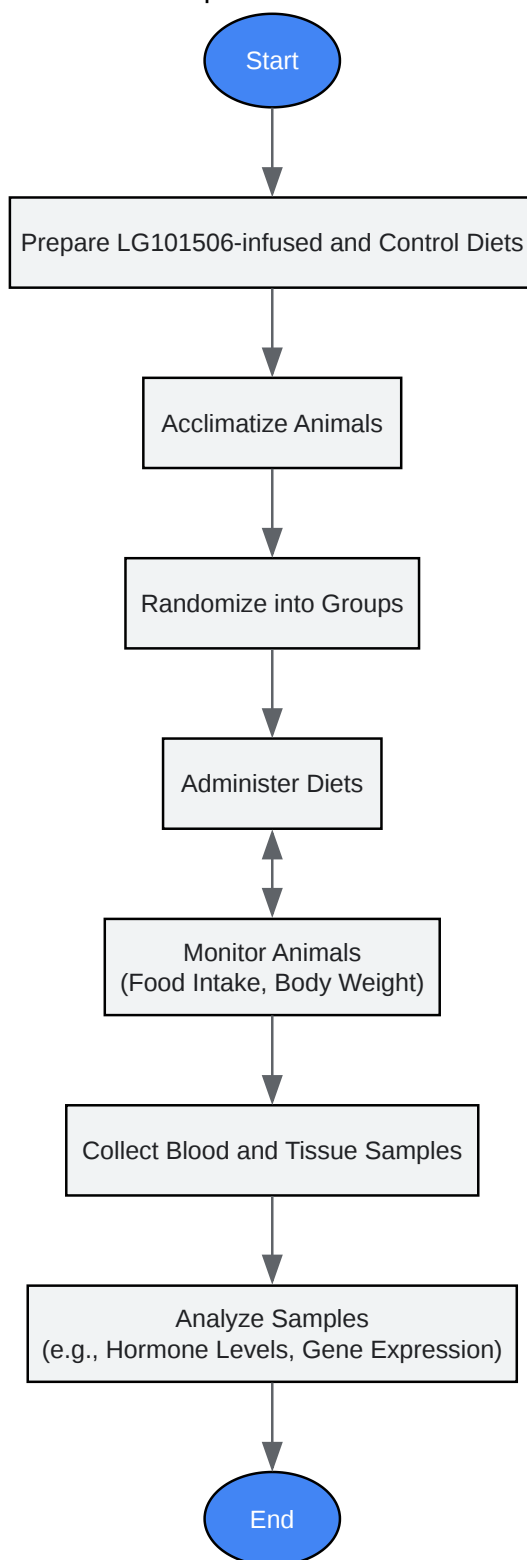 Start
Prepare LG101506-infused and Control Diets
Acclimatize Animals
Randomize into Groups
Administer Diets
Monitor Animals
(Food Intake, Body Weight)
Collect Blood and Tissue Samples
Analyze Samples
(e.g., Hormone Levels, Gene Expression)
End